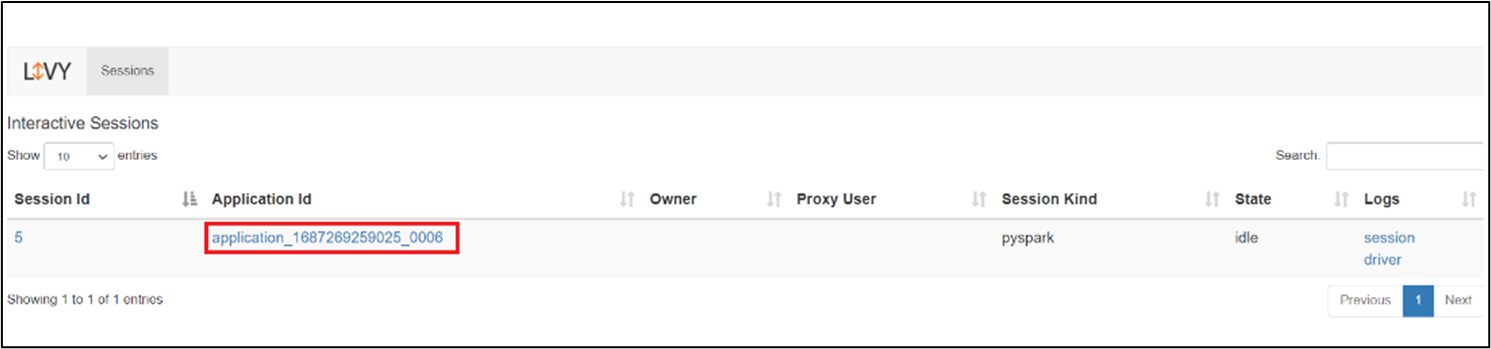 LIVY Sessions
Interactive Sessions
Show 10 entries Search:
Session Id Application Id Owner Proxy User Session Kind State Logs
5 application_1687269259025_0006 pyspark idle session
driver
Showing 1 to 1 of 1 entries Previous 1 Next